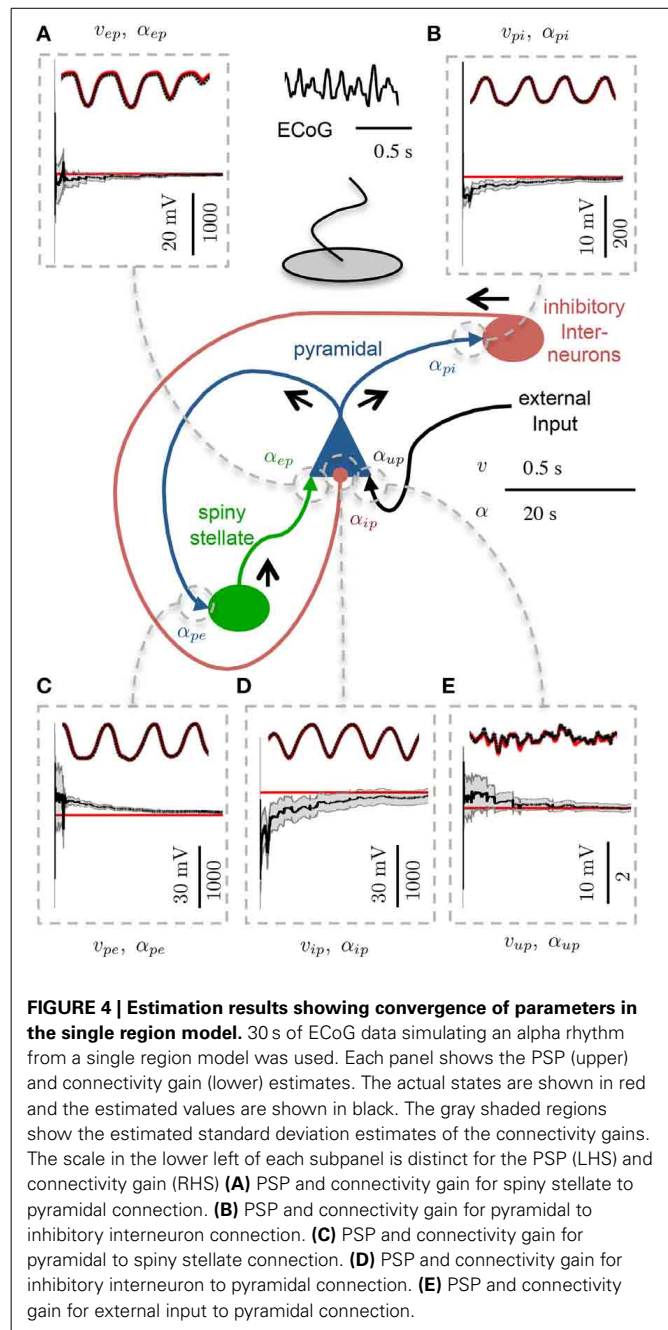 A
v_ep, α_ep
B
v_pi, α_pi
20 mV
1000
ECoG
0.5 s
10 mV
200
pyramidal
inhibitory
Inter-
neurons
α_pi
external
Input
α_ep
α_up
v
0.5 s
spiny
stellate
α_ip
α
20 s
α_pe
C
D
E
30 mV
1000
30 mV
1000
10 mV
2
v_pe, α_pe
v_ip, α_ip
v_up, α_up
FIGURE 4 | Estimation results showing convergence of parameters in
the single region model. 30 s of ECoG data simulating an alpha rhythm
from a single region model was used. Each panel shows the PSP (upper)
and connectivity gain (lower) estimates. The actual states are shown in red
and the estimated values are shown in black. The gray shaded regions
show the estimated standard deviation estimates of the connectivity gains.
The scale in the lower left of each subpanel is distinct for the PSP (LHS) and
connectivity gain (RHS) (A) PSP and connectivity gain for spiny stellate to
pyramidal connection. (B) PSP and connectivity gain for pyramidal to
inhibitory interneuron connection. (C) PSP and connectivity gain for
pyramidal to spiny stellate connection. (D) PSP and connectivity gain for
inhibitory interneuron to pyramidal connection. (E) PSP and connectivity
gain for external input to pyramidal connection.